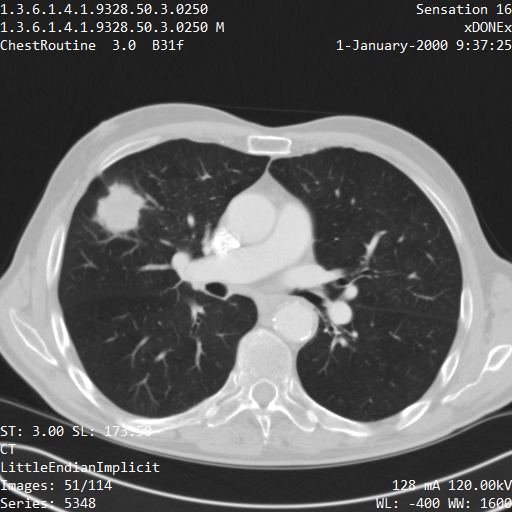 1.3.6.1.4.1.9328.50.3.0250
Sensation 16
1.3.6.1.4.1.9328.50.3.0250 M
xDONEx
ChestRoutine 3.0 B31f
1-January-2000 9:37:25
ST: 3.00 SL: 173.50
CT
LittleEndianImplicit
Images: 51/114
128 mA 120.00kV
Series: 5348
WL: -400 WW: 1600